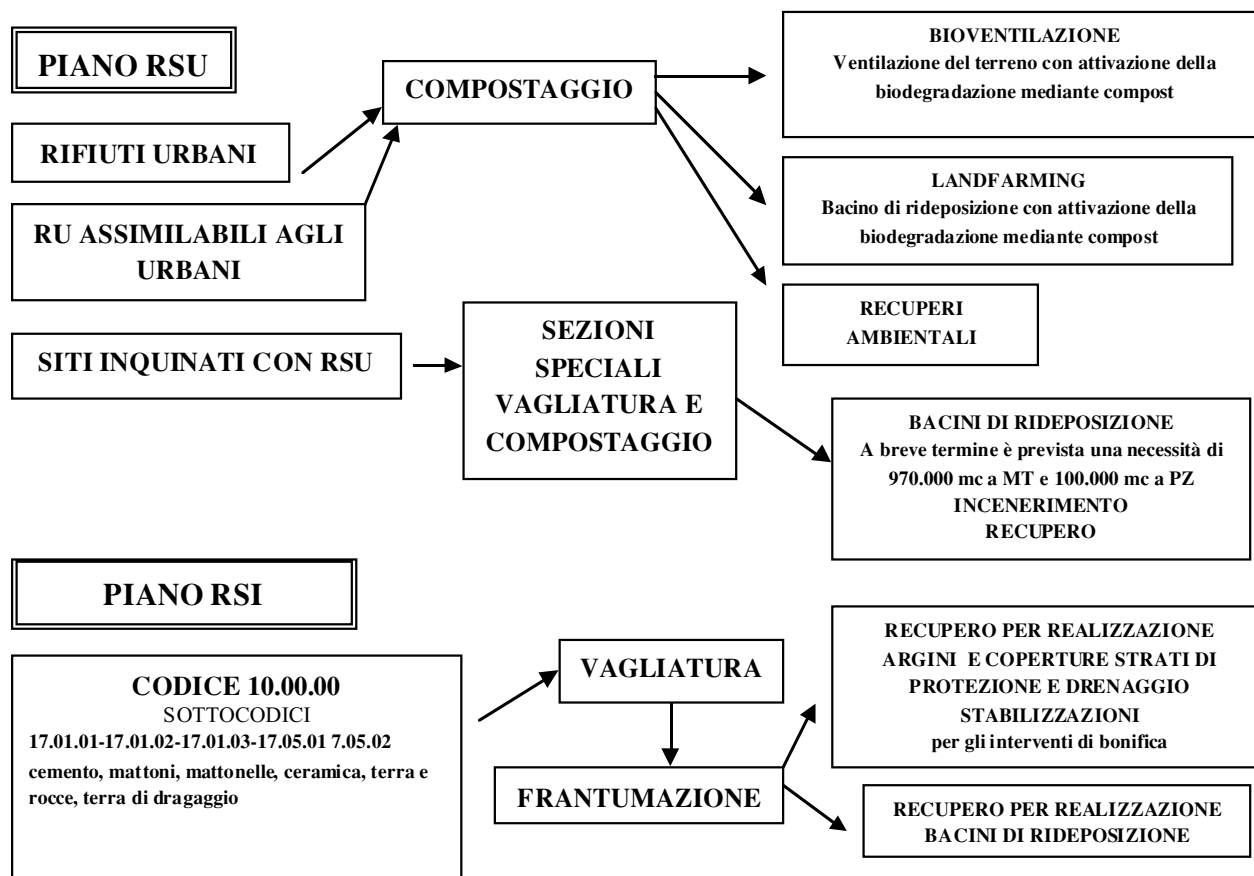 PIANO RSU
RIFIUTI URBANI
RU ASSIMILABILI AGLI
URBANI
COMPOSTAGGIO
BIOVENTILAZIONE
Ventilazione del terreno con attivazione della
biodegradazione mediante compost
LANDFARMING
Bacino di rideposizione con attivazione della
biodegradazione mediante compost
RECUPERI
AMBIENTALI
SITI INQUINATI CON RSU
SEZIONI
SPECIALI
VAGLIATURA E
COMPOSTAGGIO
BACINI DI RIDEPOSIZIONE
A breve termine è prevista una necessità di
970.000 mc a MT e 100.000 mc a PZ
INCENERIMENTO
RECUPERO
PIANO RSI
CODICE 10.00.00
SOTTOCODICI
17.01.01-17.01.02-17.01.03-17.05.01 7.05.02
cemento, mattoni, mattonelle, ceramica, terra e
rocce, terra di dragaggio
VAGLIATURA
FRANTUMAZIONE
RECUPERO PER REALIZZAZIONE
ARGINI E COPERTURE STRATI DI
PROTEZIONE E DRENAGGIO
STABILIZZAZIONI
per gli interventi di bonifica
RECUPERO PER REALIZZAZIONE
BACINI DI RIDEPOSIZIONE